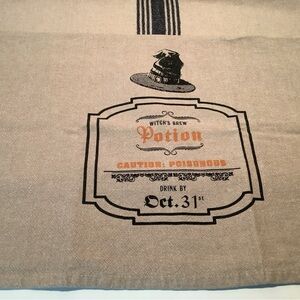 WITCH'S BREW
Potion
CAUTION: POISONOUS
DRINK BY
Oct. 31st